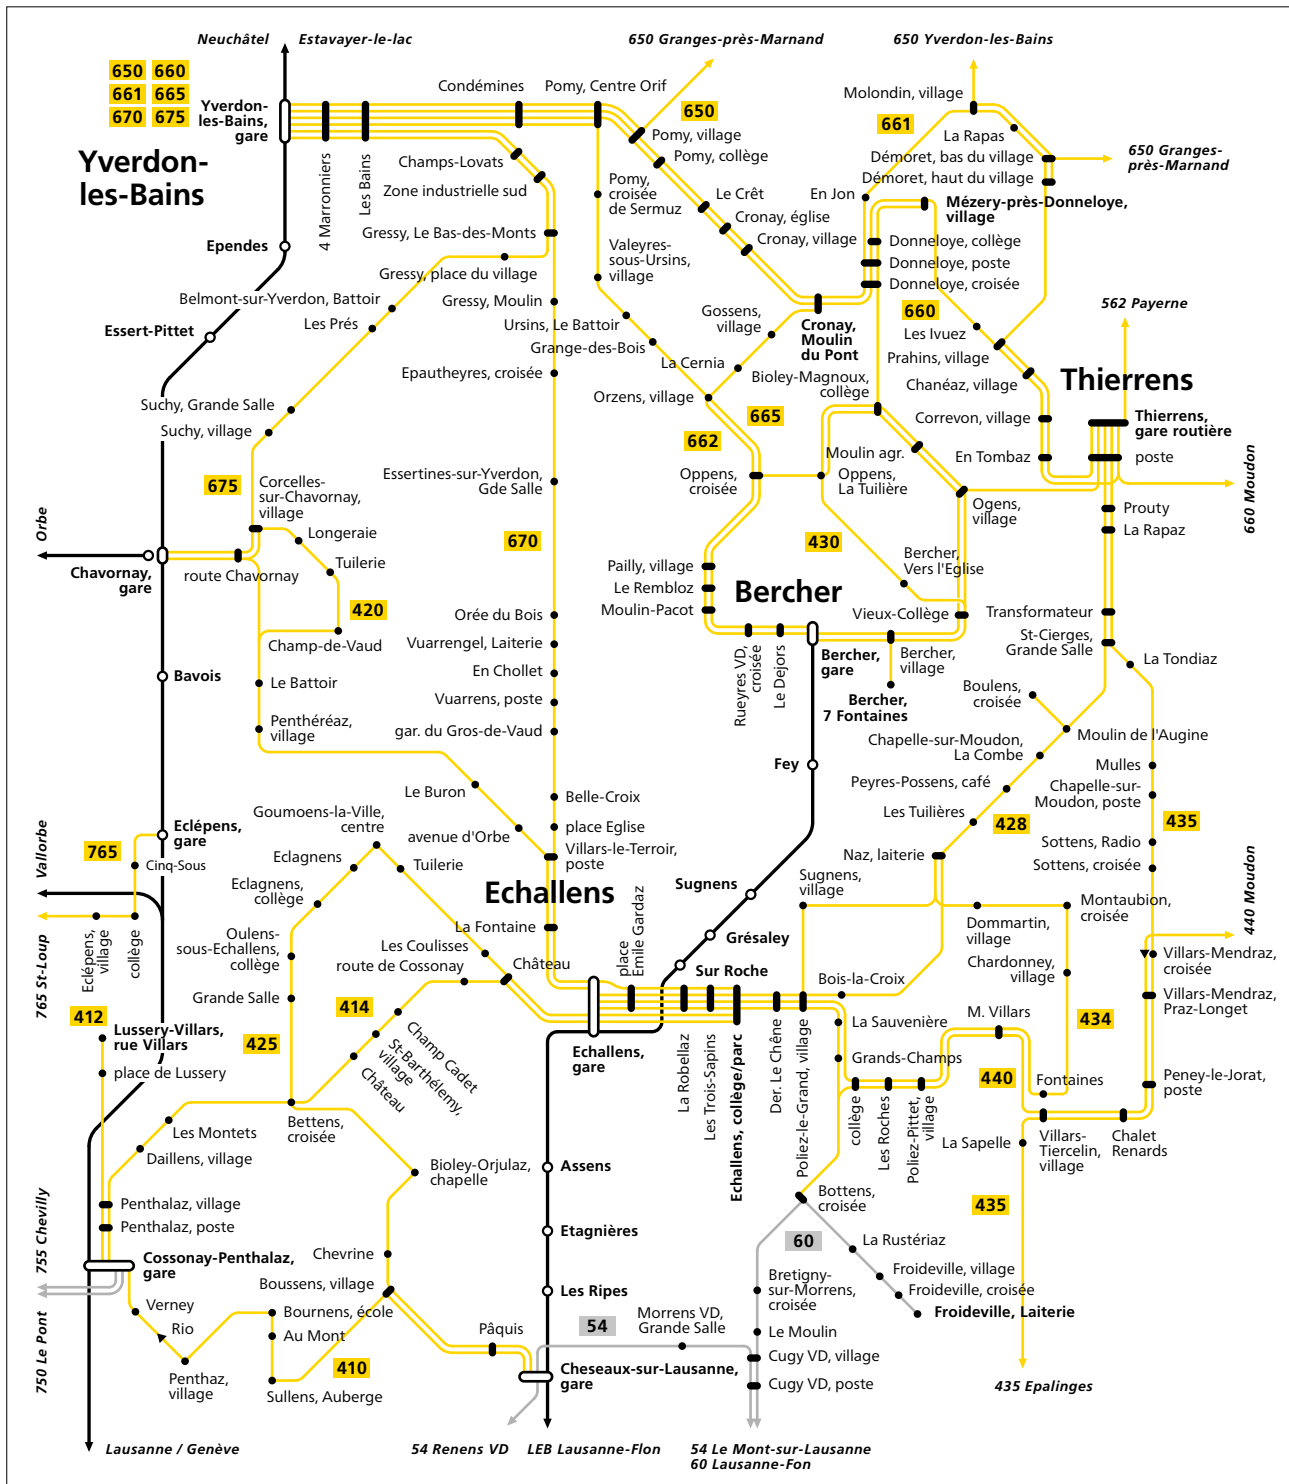 Neuchâtel
Estavayer-le-lac
650 Granges-près-Marnand
650 Yverdon-les-Bains
650 660
661 665
670 675
Yverdon-
les-Bains,
gare
Yverdon-
les-Bains
4 Marronniers
Les Bains
Condémines
Pomy, Centre Orif
650
Pomy, village
Pomy, collège
Le Crêt
Cronay, église
Cronay, village
Molondin, village
661
La Rapas
Démoret, bas du village
Démoret, haut du village
650 Granges-
près-Marnand
En Jon
Mézery-près-Donneloye,
village
Donneloye, collège
Donneloye, poste
Donneloye, croisée
Champs-Lovats
Zone industrielle sud
Gressy, Le Bas-des-Monts
Gressy, place du village
Pomy,
croisée
de Sermuz
Valeyres-
sous-Ursins,
village
Ependes
Belmont-sur-Yverdon, Battoir
Les Prés
Gressy, Moulin
Ursins, Le Battoir
Grange-des-Bois
Gossens,
village
La Cernia
Cronay,
Moulin
du Pont
660
Les Ivuez
Prahins, village
Chanéaz, village
562 Payerne
Thierrens
Essert-Pittet
Epautheyres, croisée
Orzens, village
Bioley-Magnoux,
collège
Correvon, village
Thierrens,
gare routière
poste
En Tombaz
660 Moudon
Suchy, Grande Salle
Suchy, village
665
662
Moulin agr.
Oppens,
croisée
Oppens,
La Tuilière
Ogens,
village
Prouty
La Rapaz
675
Corcelles-
sur-Chavornay,
village
Essertines-sur-Yverdon,
Gde Salle
Orbe
Longeraie
Tuilerie
670
430
Bercher,
Vers l'Eglise
Chavornay,
gare
route Chavornay
420
Champ-de-Vaud
Pailly, village
Le Rembloz
Moulin-Pacot
Bercher
Vieux-Collège
Transformateur
St-Cierges,
Grande Salle
La Tondiaz
Orée du Bois
Vuarrengel, Laiterie
En Chollet
Vuarrens, poste
gar. du Gros-de-Vaud
Rueyres VD,
croisée
Le Dejors
Bercher,
gare
Bercher,
village
Bercher,
7 Fontaines
Boulens,
croisée
Moulin de l'Augine
Bavois
Le Battoir
Penthéréaz,
village
Chapelle-sur-Moudon,
La Combe
Peyres-Possens, café
Les Tuilières
428
Mulles
Chapelle-sur-
Moudon, poste
435
Fey
Le Buron
avenue d'Orbe
Belle-Croix
place Eglise
Villars-le-Terroir,
poste
Goumoens-la-Ville,
centre
Tuilerie
Eclagnens
Eclagnens,
collège
Naz, laiterie
Sottens, Radio
Sottens, croisée
Vallorbe
765
Eclépens,
gare
Cinq-Sous
Eclépens,
village
collège
765 St-Loup
Echallens
Sugnens
Sugnens,
village
Dommartin,
village
Montaubion,
croisée
Chardonney,
village
440 Moudon
Villars-Mendraz,
croisée
Villars-Mendraz,
Praz-Longet
La Fontaine
Oulens-
sous-Echallens,
collège
Les Coulisses
route de Cossonay
Château
Grésaley
place
Emile Gardaz
Sur Roche
Bois-la-Croix
Grande Salle
412
Lussery-Villars,
rue Villars
place de Lussery
425
414
Champ Cadet
St-Barthélemy,
village
Château
Echallens,
gare
La Robellaz
Les Trois-Sapins
Echallens, collège/parc
Der. Le Chêne
Poliez-le-Grand, village
La Sauvenière
Grands-Champs
collège
Les Roches
Poliez-Pittet,
village
M. Villars
434
440
Fontaines
Peney-le-Jorat,
poste
Villars-
Tiercelin,
village
Chalet
Renards
La Sapelle
435
Bettens,
croisée
Les Montets
Daillens, village
Bioley-Orjulaz,
chapelle
Assens
Etagnières
Les Ripes
Bottens,
croisée
60
La Rustériaz
Froideville, village
Froideville, croisée
Froideville, Laiterie
Penthalaz, village
Penthalaz, poste
755 Chevilly
Cossonay-Penthalaz,
gare
750 Le Pont
Chevrine
Boussens, village
Verney
Rio
Bournens, école
Au Mont
Penthaz,
village
410
Sullens, Auberge
Pâquis
54
Morrens VD,
Grande Salle
Bretigny-
sur-Morrens,
croisée
Le Moulin
Cugy VD, village
Cugy VD, poste
Cheseaux-sur-Lausanne,
gare
435 Epalinges
Lausanne / Genève
54 Renens VD
LEB Lausanne-Flon
54 Le Mont-sur-Lausanne
60 Lausanne-Fon